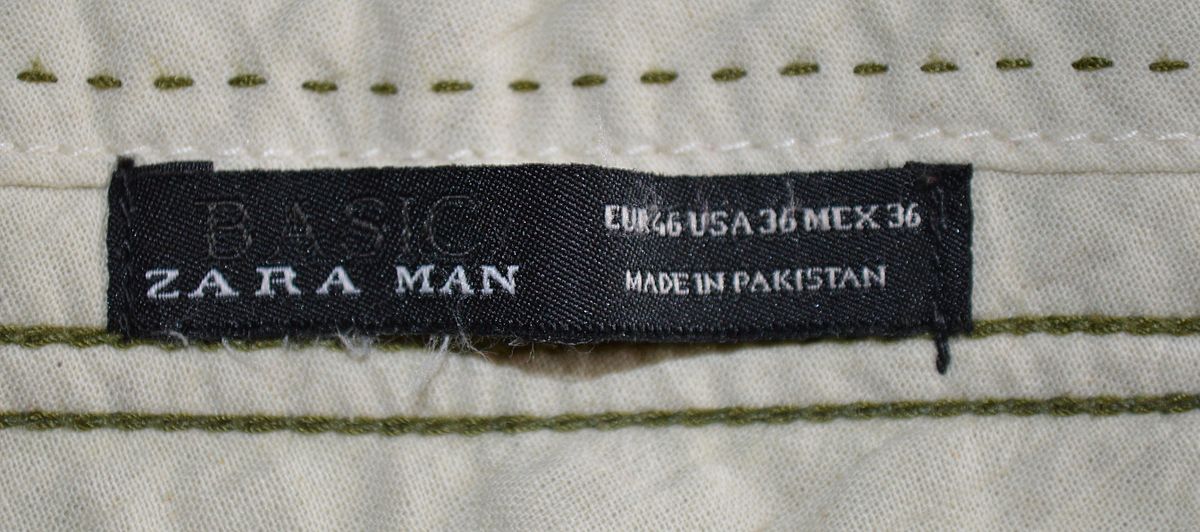 BASIC
ZARA MAN
EUR46 USA 36 MEX 36
MADE IN PAKISTAN